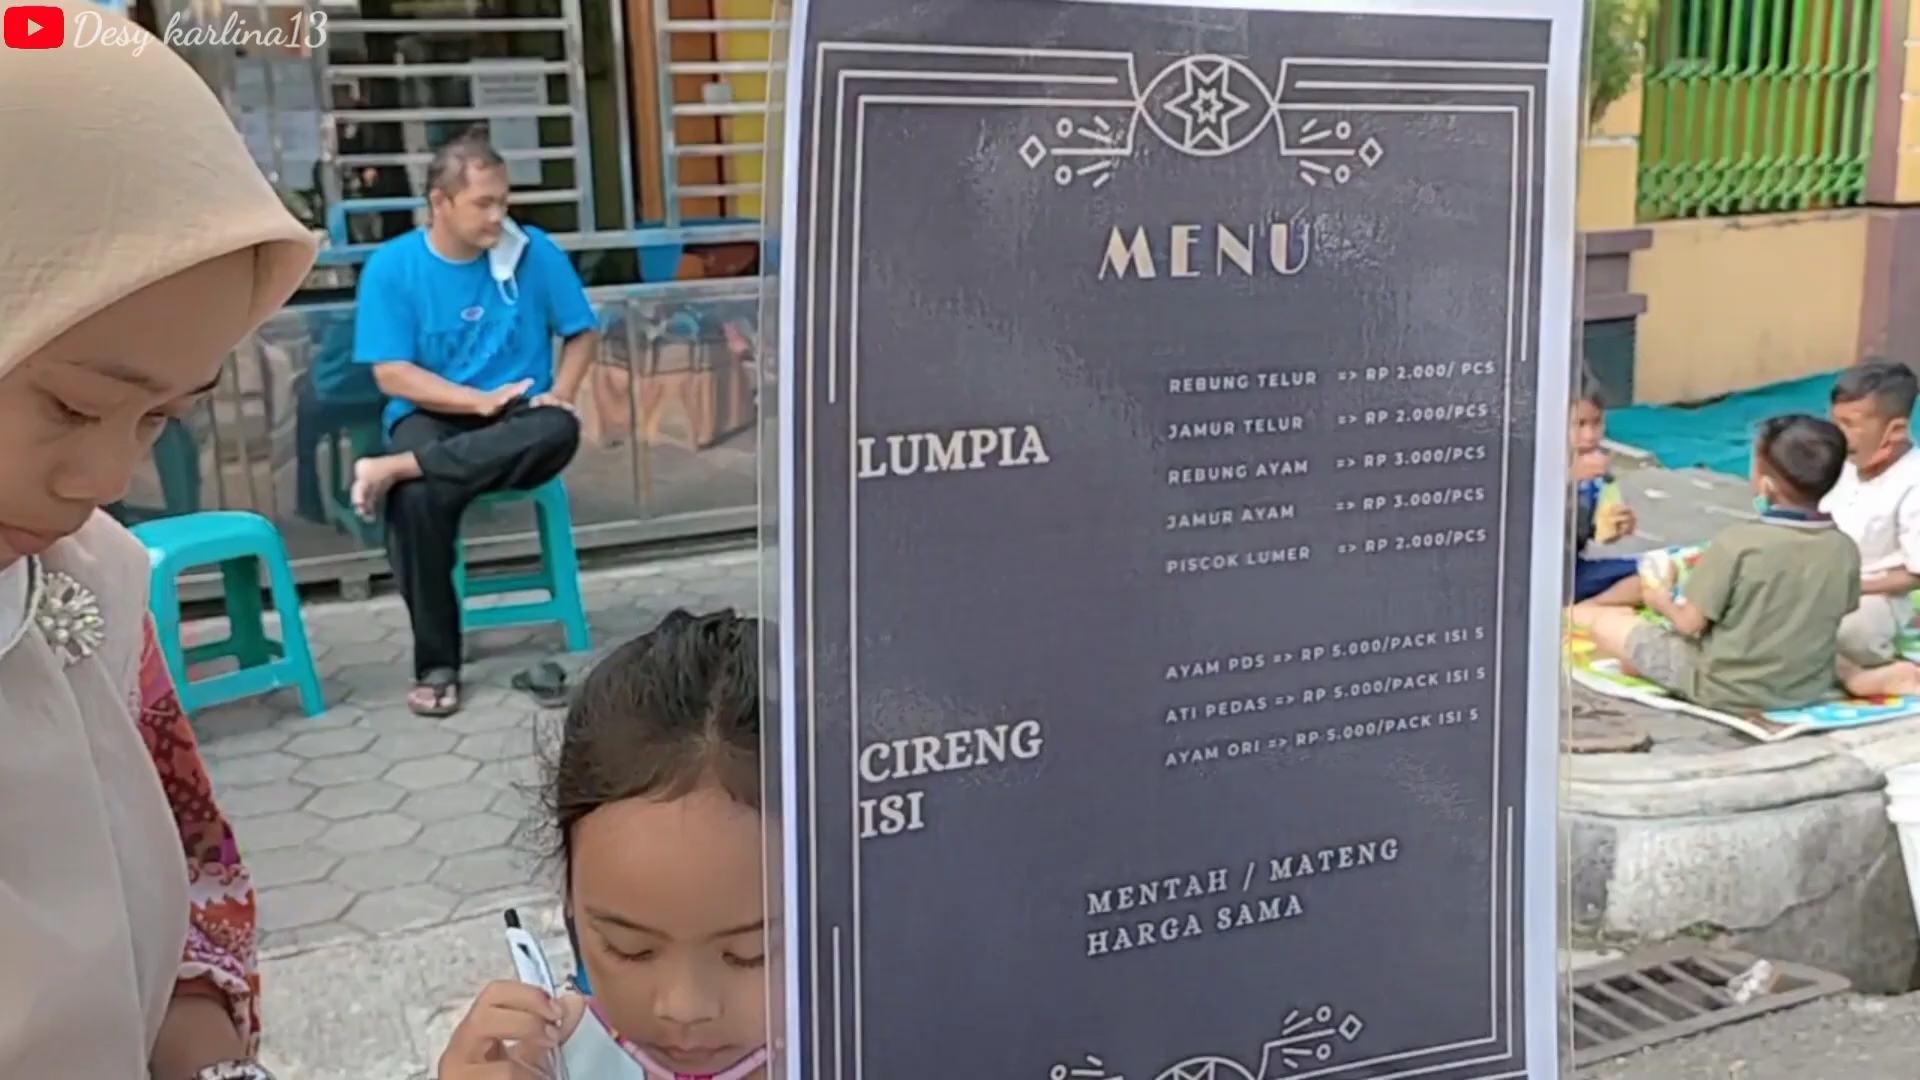 Desy karlina13
MENU
LUMPIA
REBUNG TELUR => RP 2.000/ PCS
JAMUR TELUR => RP 2.000/PCS
REBUNG AYAM => RP 3.000/PCS
JAMUR AYAM => RP 3.000/PCS
PISCOK LUMER => RP 2.000/PCS
CIRENG
ISI
AYAM PDS => RP 5.000/PACK ISI 5
ATI PEDAS => RP 5.000/PACK ISI 5
AYAM ORI => RP 5.000/PACK ISI 5
MENTAH / MATENG
HARGA SAMA